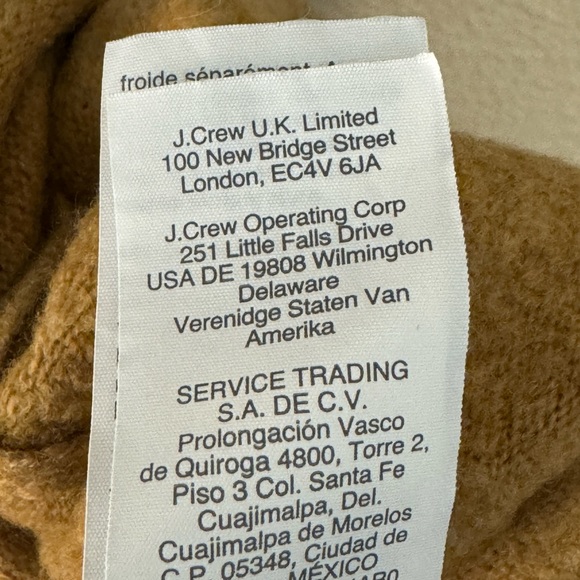 froide séparément
J.Crew U.K. Limited
100 New Bridge Street
London, EC4V 6JA
J.Crew Operating Corp
251 Little Falls Drive
USA DE 19808 Wilmington
Delaware
Verenidge Staten Van
Amerika
SERVICE TRADING
S.A. DE C.V.
Prolongación Vasco
de Quiroga 4800, Torre 2,
Piso 3 Col. Santa Fe
Cuajimalpa, Del.
Cuajimalpa de Morelos
C.P. 05348, Ciudad de
MÉXICO